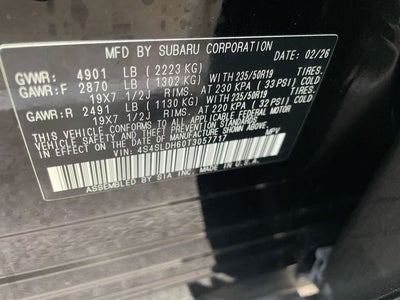 MFD BY SUBARU CORPORATION DATE: 02/26
GVWR: 4901 LB (2223 KG)
GAWR:F 2870 LB (1302 KG) WITH 235/50R19 TIRES.
19X7 1/2J RIMS. AT 230 KPA (33 PSI) COLD
GAWR:R 2491 LB (1130 KG) WITH 235/50R19 TIRES.
19X7 1/2J RIMS. AT 220 KPA (32 PSI) COLD
THIS VEHICLE CONFORMS TO ALL APPLICABLE FEDERAL MOTOR
VEHICLE SAFETY AND THEFT PREVENTION STANDARDS IN EFFECT
ON THE DATE OF MANUFACTURE SHOWN ABOVE.
VIN: 4S4SLDH60T3057717 MPV
ASSEMBLED BY SIA INC. MADE IN U.S.A.